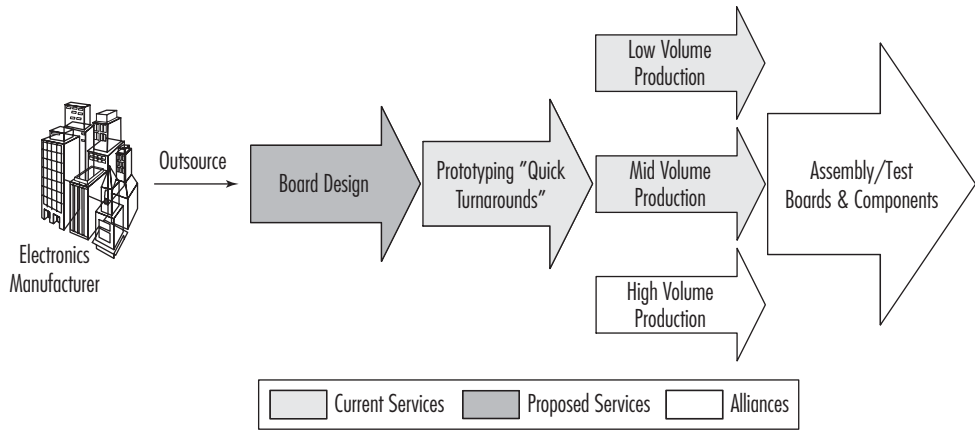 Electronics
Manufacturer
Outsource
Board Design
Prototyping "Quick
Turnarounds"
Low Volume
Production
Mid Volume
Production
High Volume
Production
Assembly/Test
Boards & Components
Current Services
Proposed Services
Alliances